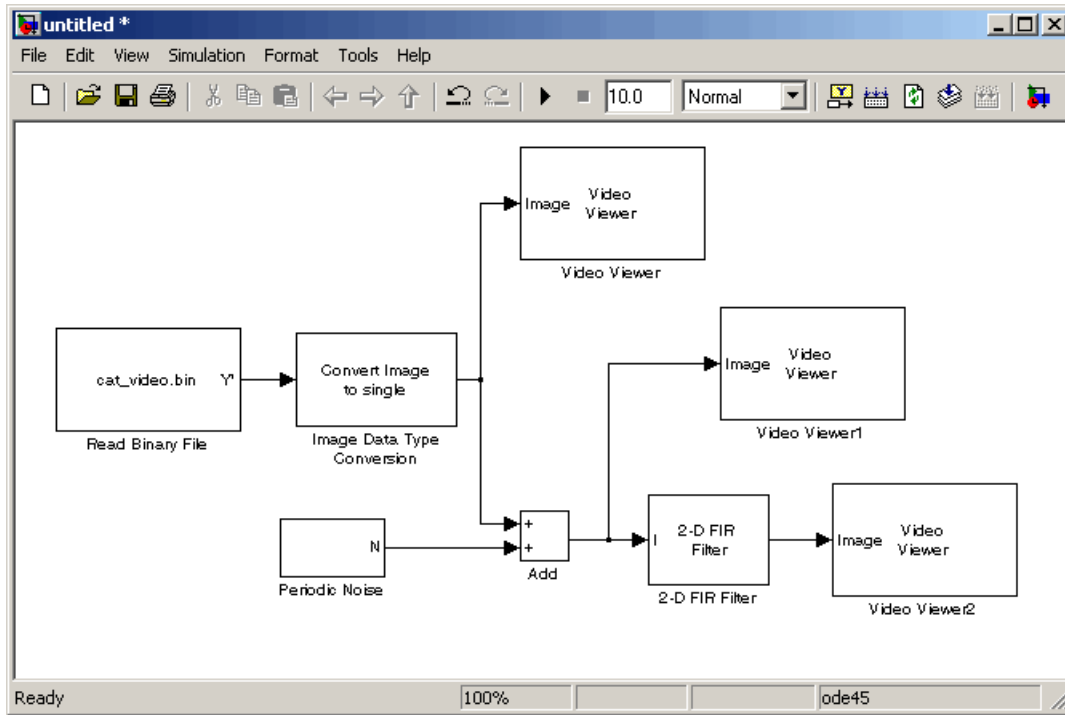 untitled *
File Edit View Simulation Format Tools Help
10.0 Normal
Image Video Viewer
Video Viewer
cat_video.bin Y'
Read Binary File
Convert Image
to single
Image Data Type
Conversion
Image Video Viewer
Video Viewer1
N
Periodic Noise
+
+
Add
I 2-D FIR Filter
2-D FIR Filter
Image Video Viewer
Video Viewer2
Ready 100% ode45